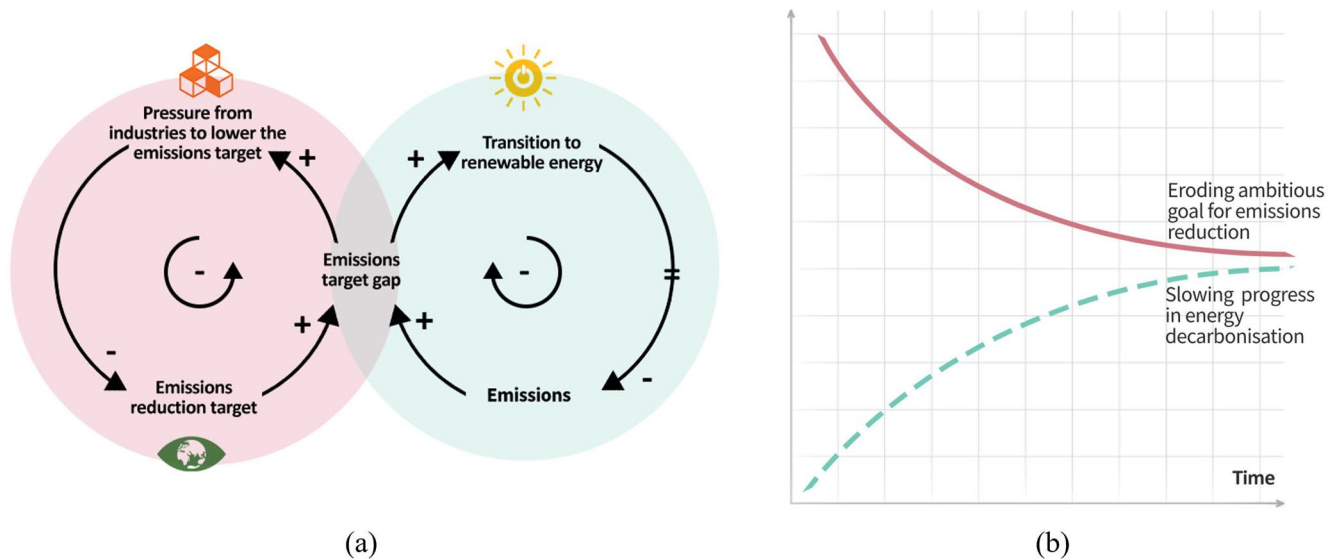 Pressure from
industries to lower the
emissions target
+
+
Transition to
renewable energy
-
-
Emissions
target gap
=
+
+
-
-
Emissions
reduction target
Emissions
Eroding ambitious
goal for emissions
reduction
Slowing progress
in energy
decarbonisation
Time
(a)
(b)